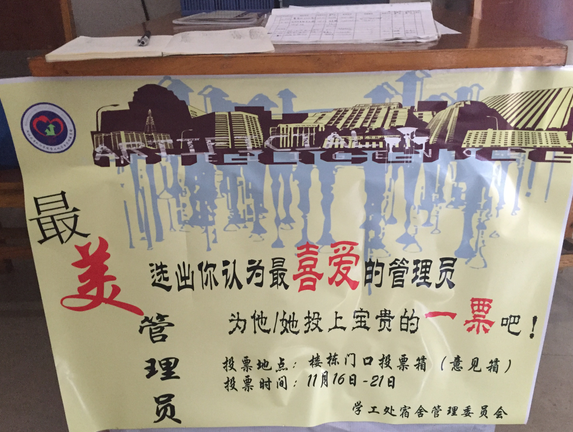 最美管理员
选出你认为最喜爱的管理员
为他/她投上宝贵的一票吧!
投票地点:楼栋门口投票箱(意见箱)
投票时间:11月16日-21日
学工处宿舍管理委员会